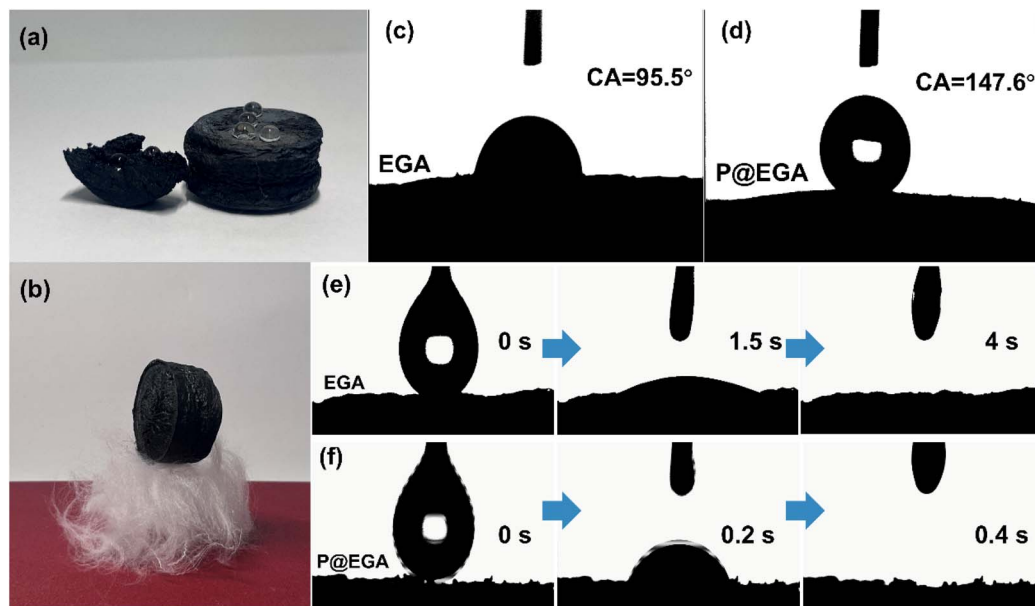 (a)
(b)
(c)
CA=95.5°
EGA
(d)
CA=147.6°
P@EGA
(e)
0 s
1.5 s
4 s
EGA
(f)
0 s
0.2 s
0.4 s
P@EGA